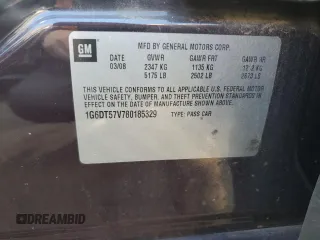 GM
MFD BY GENERAL MOTORS CORP
DATE GVWR GAWR FRT GAWR RR
03/08 2347 KG 1135 KG KG
5175 LB 2502 LB LB
THIS VEHICLE CONFORMS TO ALL APPLICABLE U.S. FEDERAL MOTOR
VEHICLE SAFETY, BUMPER, AND THEFT PREVENTION STANDARDS IN
EFFECT ON THE DATE OF MANUFACTURE SHOWN ABOVE.
1G6DT57V780185329 TYPE: PASS CAR
DREAMBID